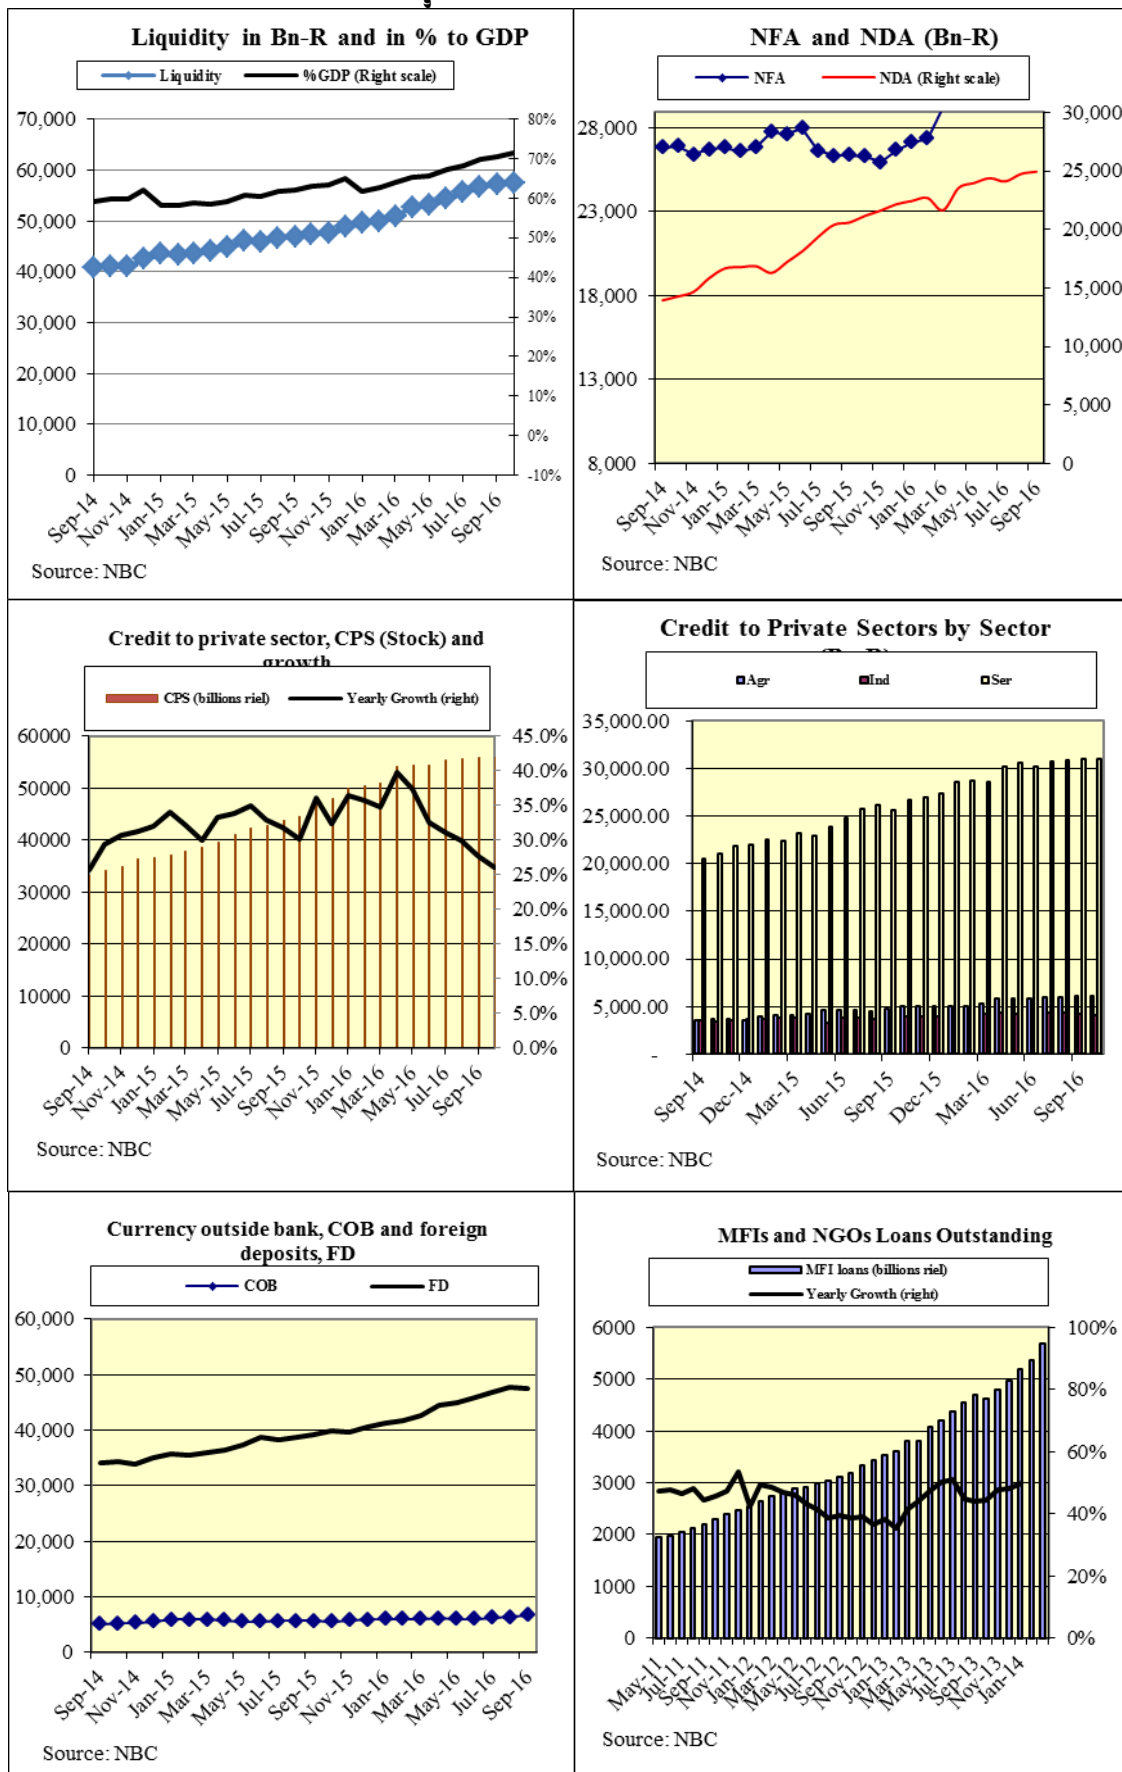 Liquidity in Bn-R and in % to GDP
Liquidity %GDP (Right scale)
70,000
60,000
50,000
40,000
30,000
20,000
10,000
0
80%
70%
60%
50%
40%
30%
20%
10%
0%
-10%
Sep-14 Nov-14 Jan-15 Mar-15 May-15 Jul-15 Sep-15 Nov-15 Jan-16 Mar-16 May-16 Jul-16 Sep-16
Source: NBC
NFA and NDA (Bn-R)
NFA NDA (Right scale)
28,000
23,000
18,000
13,000
8,000
30,000
25,000
20,000
15,000
10,000
5,000
0
Sep-14 Nov-14 Jan-15 Mar-15 May-15 Jul-15 Sep-15 Nov-15 Jan-16 Mar-16 May-16 Jul-16 Sep-16
Source: NBC
Credit to private sector, CPS (Stock) and
growth
CPS (billions riel) Yearly Growth (right)
60000
50000
40000
30000
20000
10000
0
45.0%
40.0%
35.0%
30.0%
25.0%
20.0%
15.0%
10.0%
5.0%
0.0%
Sep-14 Nov-14 Jan-15 Mar-15 May-15 Jul-15 Sep-15 Nov-15 Jan-16 Mar-16 May-16 Jul-16 Sep-16
Source: NBC
Credit to Private Sectors by Sector
Agr Ind Ser
35,000.00
30,000.00
25,000.00
20,000.00
15,000.00
10,000.00
5,000.00
-
Sep-14 Dec-14 Mar-15 Jun-15 Sep-15 Dec-15 Mar-16 Jun-16 Sep-16
Source: NBC
Currency outside bank, COB and foreign
deposits, FD
COB FD
60,000
50,000
40,000
30,000
20,000
10,000
0
Sep-14 Nov-14 Jan-15 Mar-15 May-15 Jul-15 Sep-15 Nov-15 Jan-16 Mar-16 May-16 Jul-16 Sep-16
Source: NBC
MFIs and NGOs Loans Outstanding
MFI loans (billions riel)
Yearly Growth (right)
6000
5000
4000
3000
2000
1000
0
100%
80%
60%
40%
20%
0%
May-11 Jul-11 Sep-11 Nov-11 Jan-12 Mar-12 May-12 Jul-12 Sep-12 Nov-12 Jan-13 Mar-13 May-13 Jul-13 Sep-13 Nov-13 Jan-14
Source: NBC